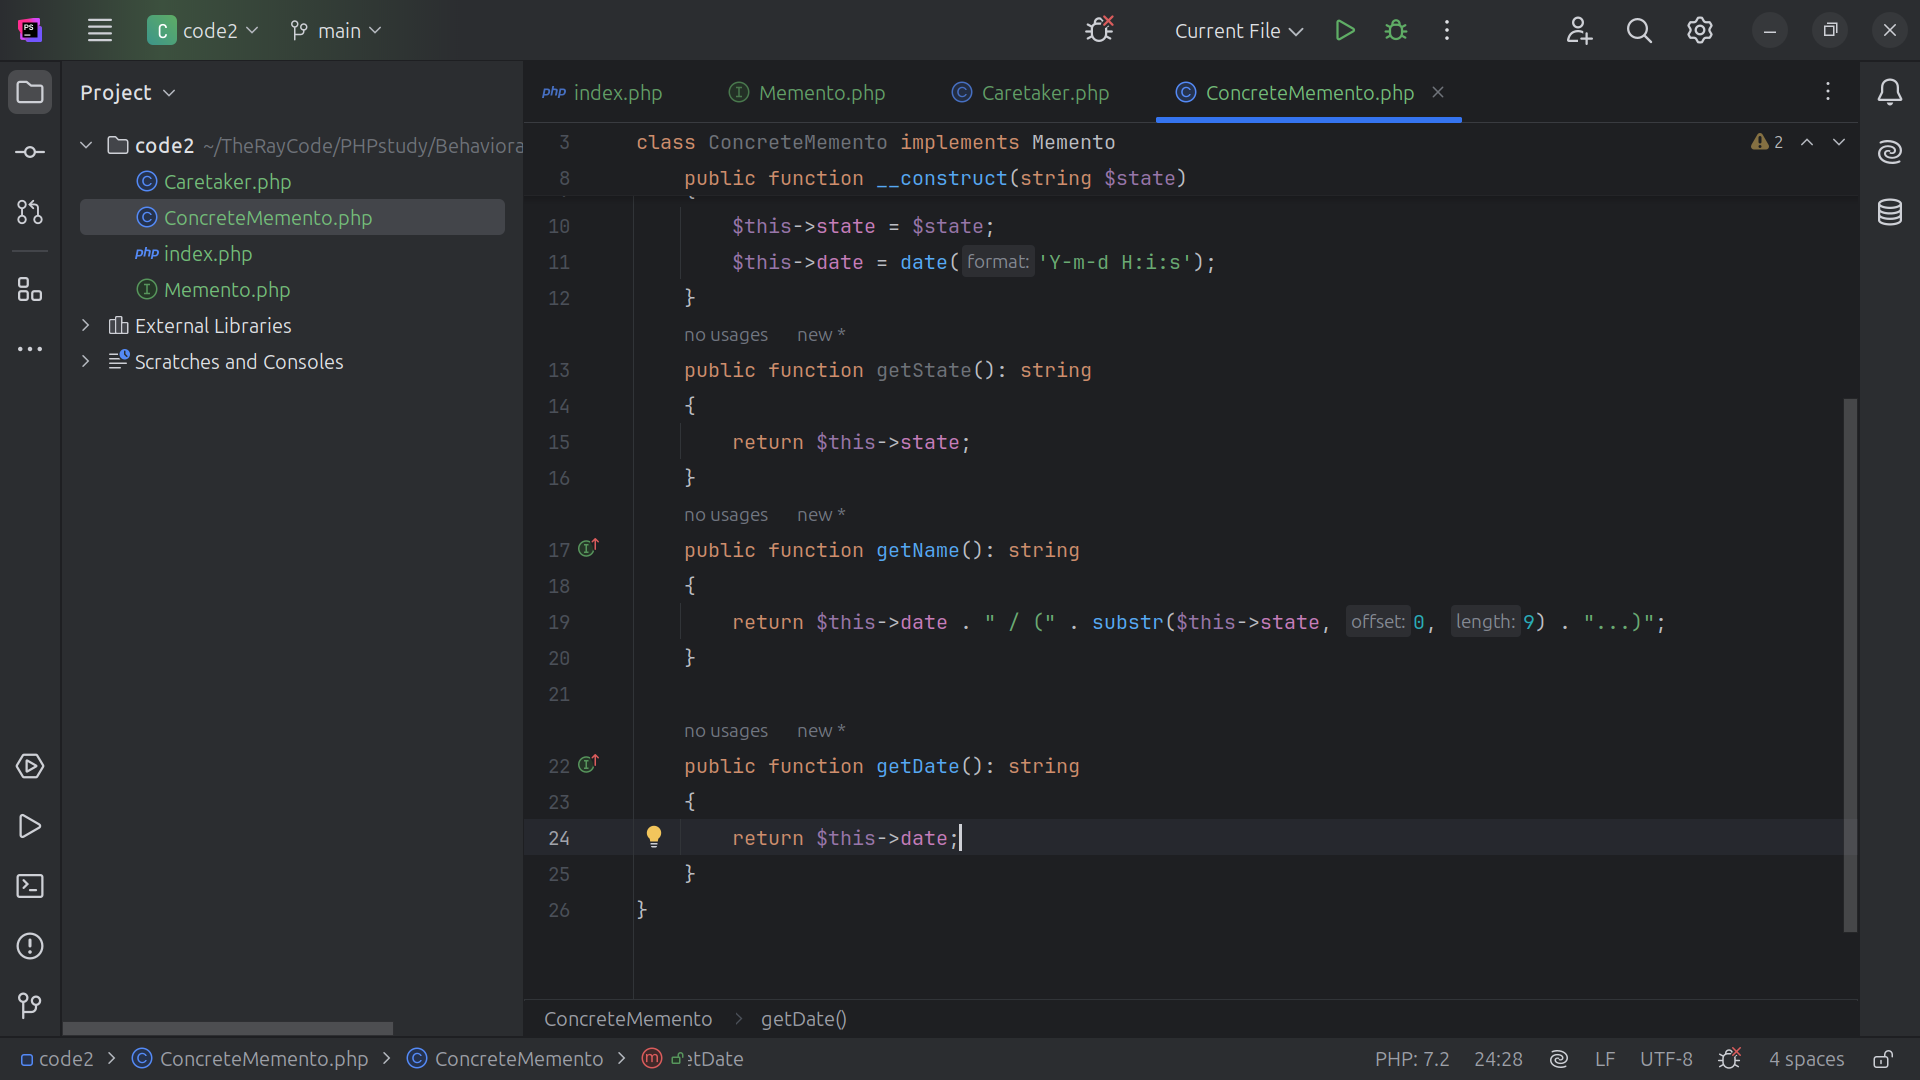 PS
C code2 main
Current File
Project
code2 ~/TheRayCode/PHPstudy/Behaviora
Caretaker.php
ConcreteMemento.php
php index.php
Memento.php
External Libraries
Scratches and Consoles
php index.php Memento.php Caretaker.php ConcreteMemento.php
3 class ConcreteMemento implements Memento
2
8 public function __construct(string $state)
10 $this->state = $state;
11 $this->date = date( format: 'Y-m-d H:i:s');
12 }
no usages new *
13 public function getState(): string
14 {
15 return $this->state;
16 }
no usages new *
17 public function getName(): string
18 {
19 return $this->date . " / (" . substr($this->state, offset: 0, length: 9) . "...)";
20 }
21
no usages new *
22 public function getDate(): string
23 {
24 return $this->date;
25 }
26 }
ConcreteMemento > getDate()
code2 > ConcreteMemento.php > ConcreteMemento > m etDate
PHP: 7.2 24:28 LF UTF-8 4 spaces